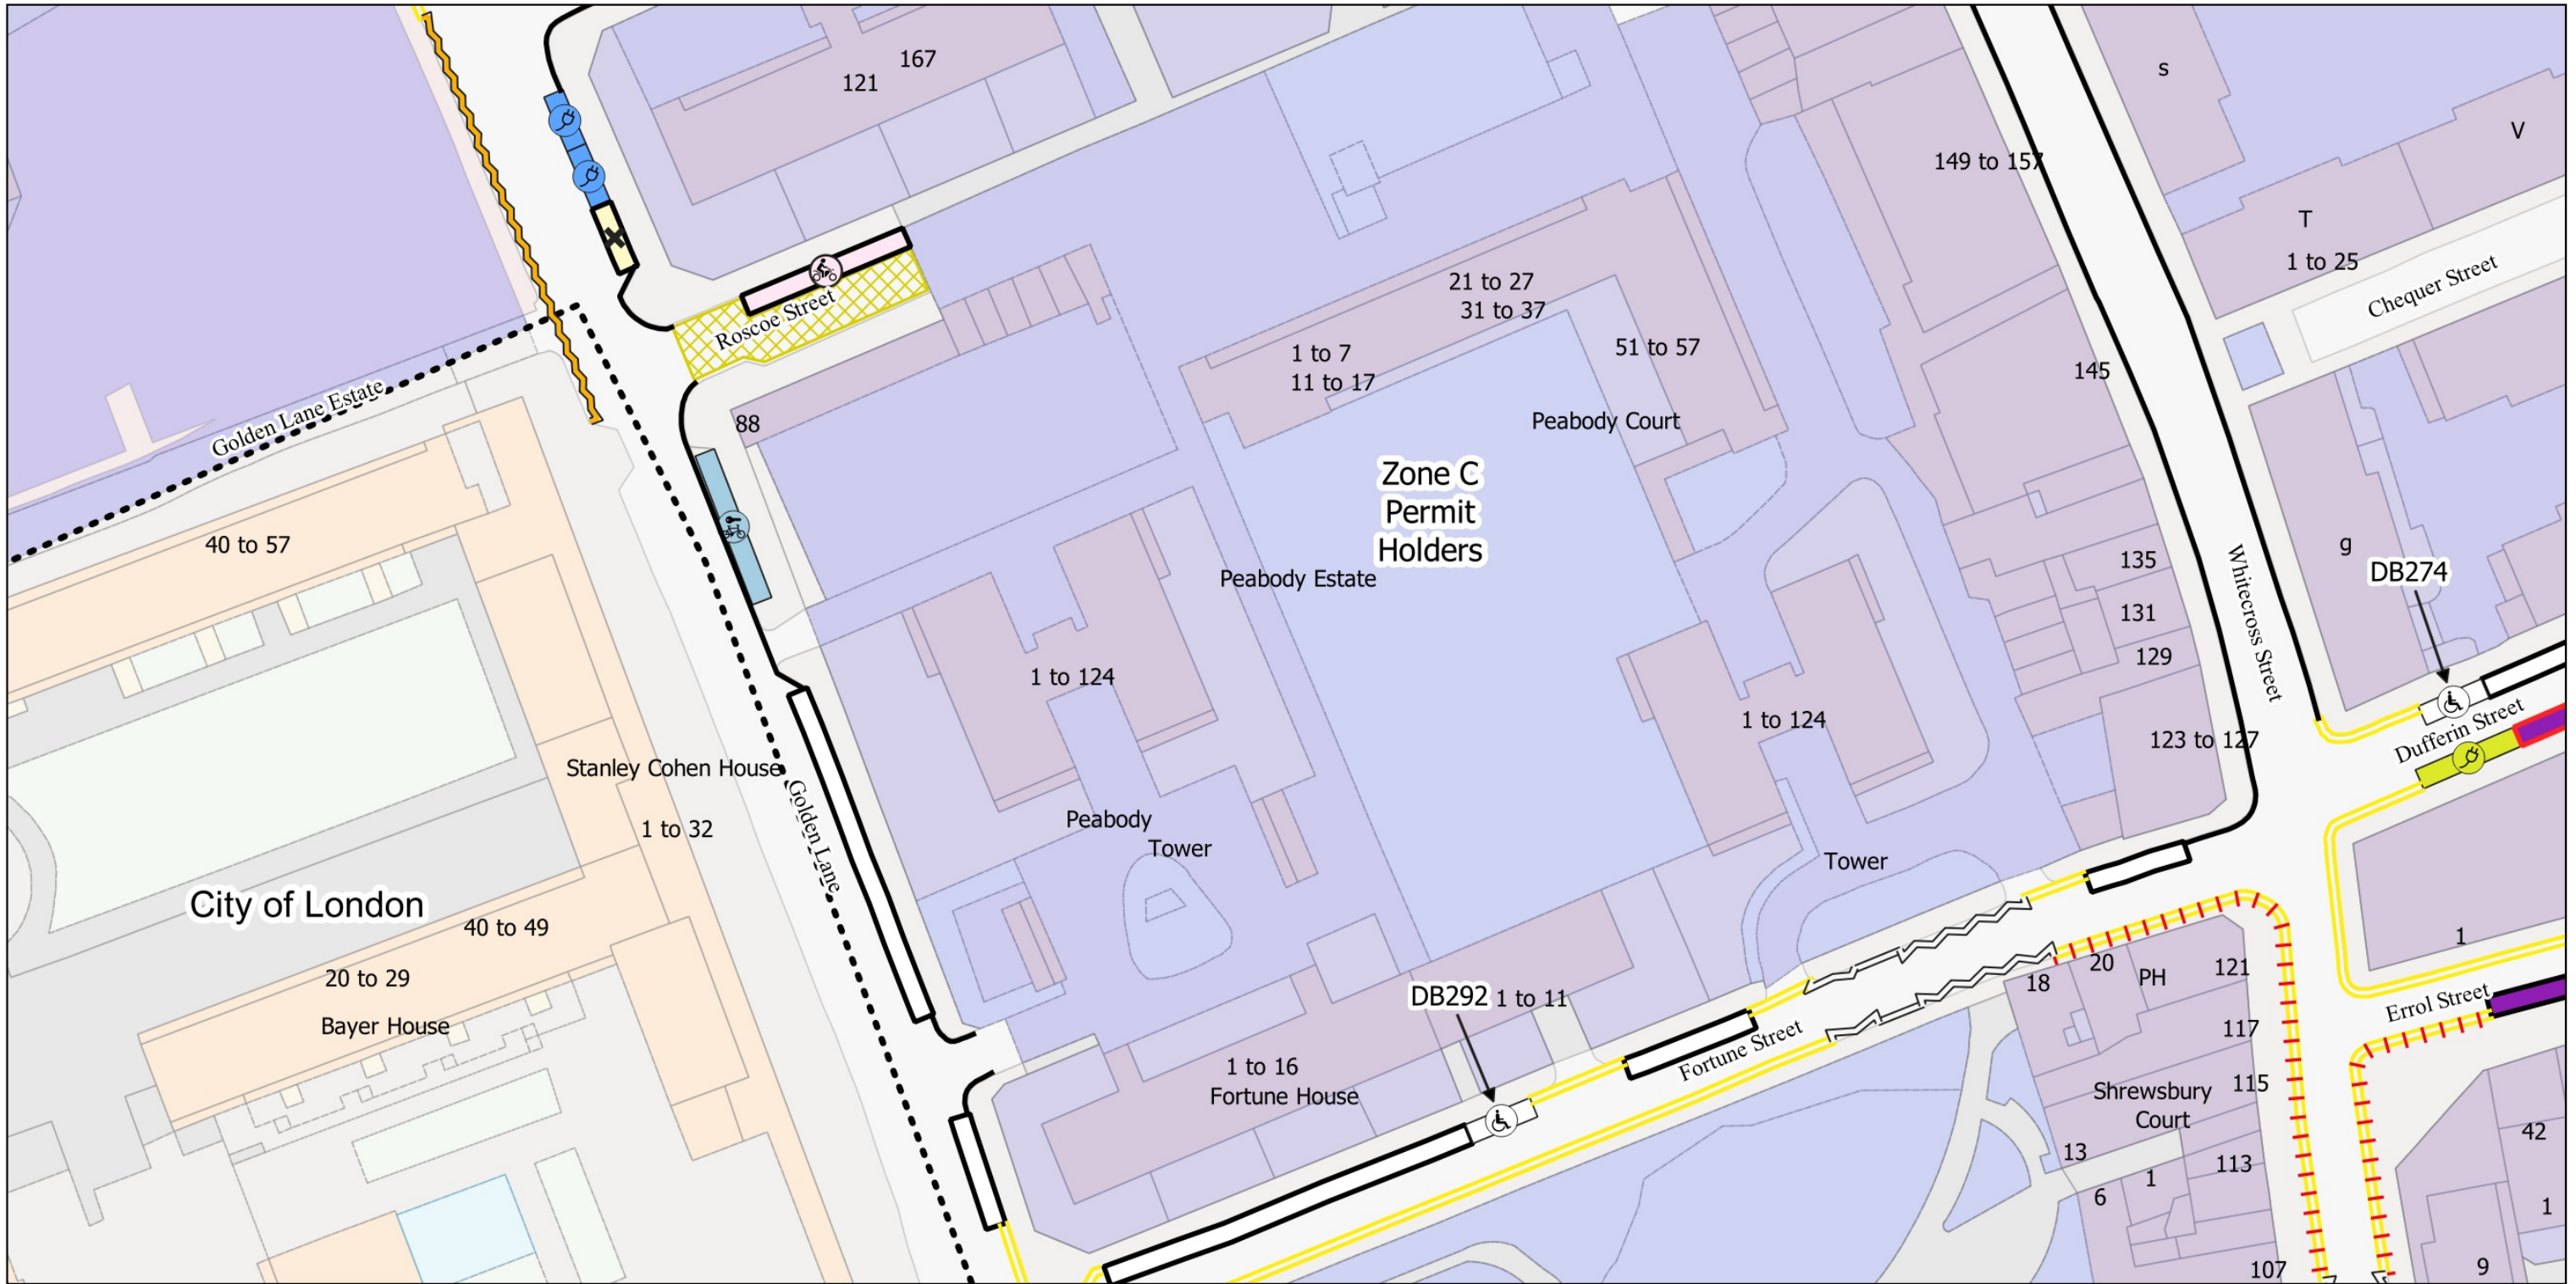 167
121
s
V
149 to 157
T
1 to 25
Chequer Street
Roscoe Street
21 to 27
31 to 37
1 to 7
11 to 17
51 to 57
145
Golden Lane Estate
88
Peabody Court
Zone C
Permit
Holders
40 to 57
Peabody Estate
135
g
DB274
131
Whitecross Street
129
1 to 124
1 to 124
123 to 127
Dufferin Street
Stanley Cohen House
1 to 32
Golden Lane
Peabody
Tower
Tower
City of London
40 to 49
20 to 29
Bayer House
1
20
PH
121
18
DB292
1 to 11
Errol Street
117
Fortune Street
1 to 16
Fortune House
115
Shrewsbury
Court
42
13
113
1
6
1
107
9